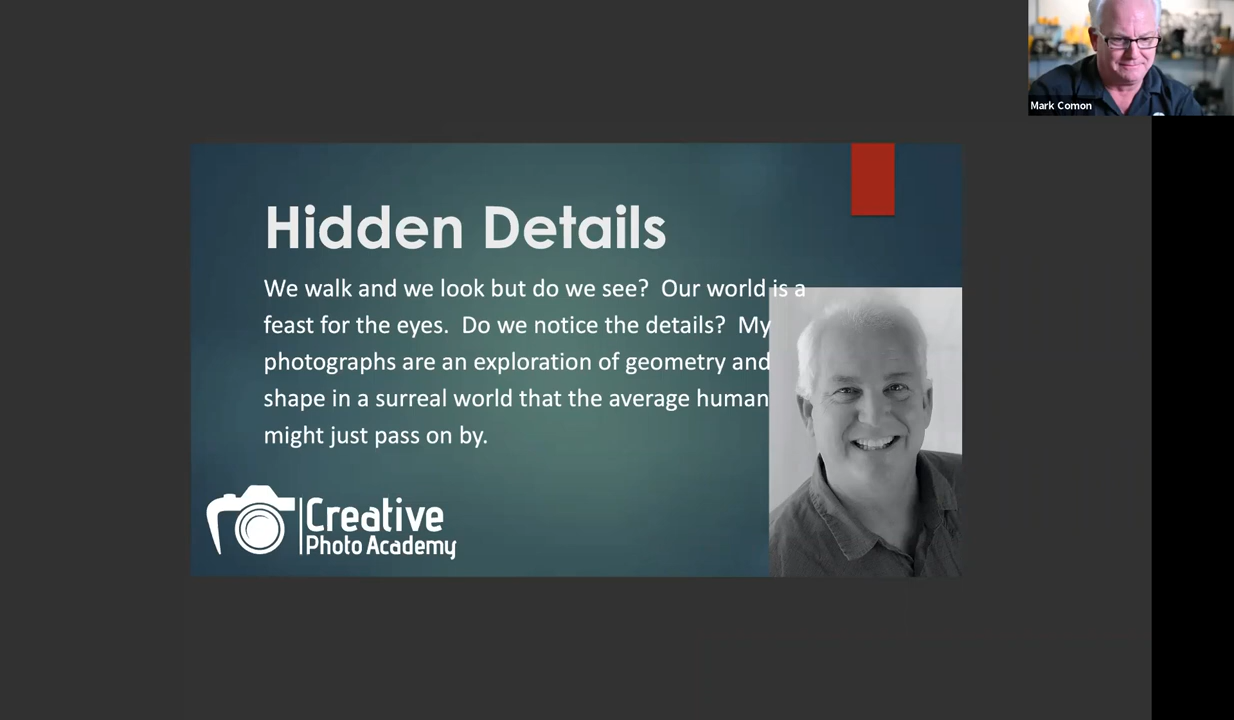 Mark Comon
Hidden Details
We walk and we look but do we see?  Our world is a
feast for the eyes.  Do we notice the details?  My
photographs are an exploration of geometry and
shape in a surreal world that the average human
might just pass on by.
Creative
Photo Academy